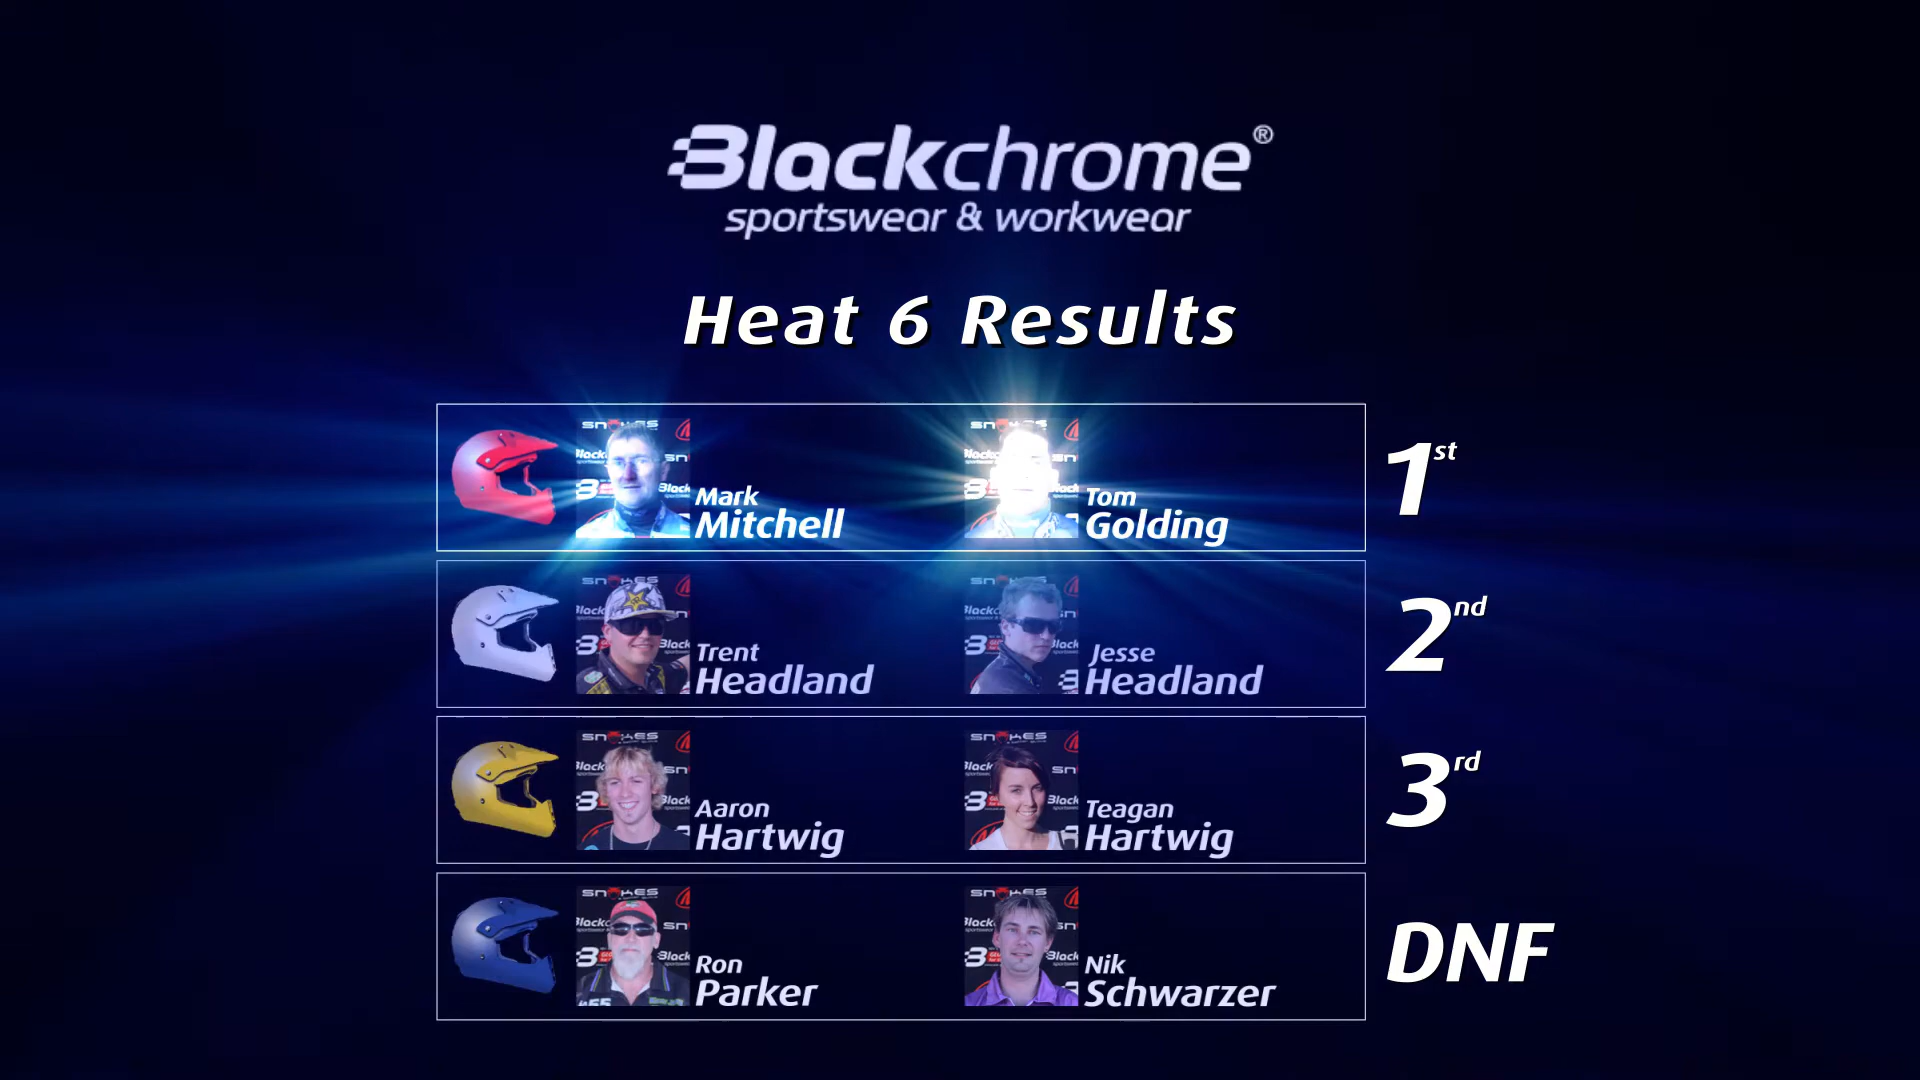 Blackchrome®
sportswear & workwear
Heat 6 Results
Mark
Mitchell
Tom
Golding
1st
Trent
Headland
Jesse
Headland
2nd
Aaron
Hartwig
Teagan
Hartwig
3rd
Ron
Parker
Nik
Schwarzer
DNF